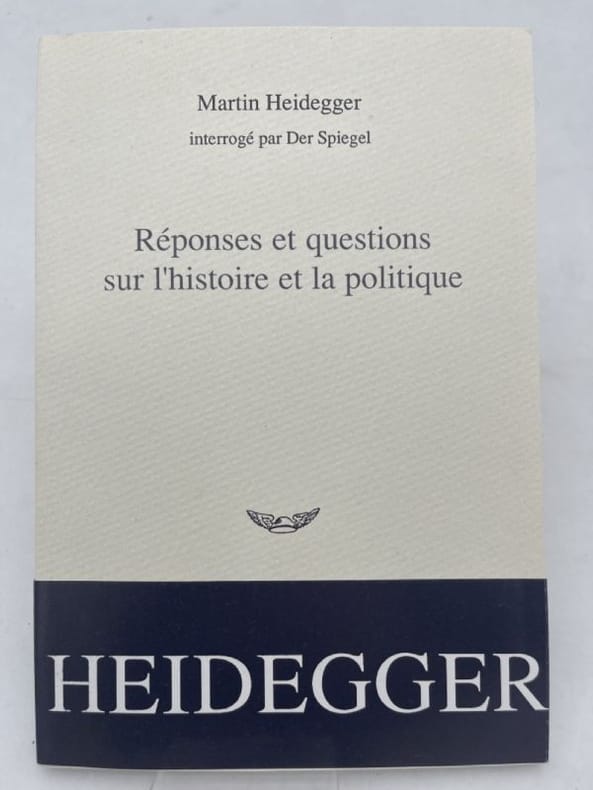 Martin Heidegger
interrogé par Der Spiegel
Réponses et questions
sur l'histoire et la politique
HEIDEGGER